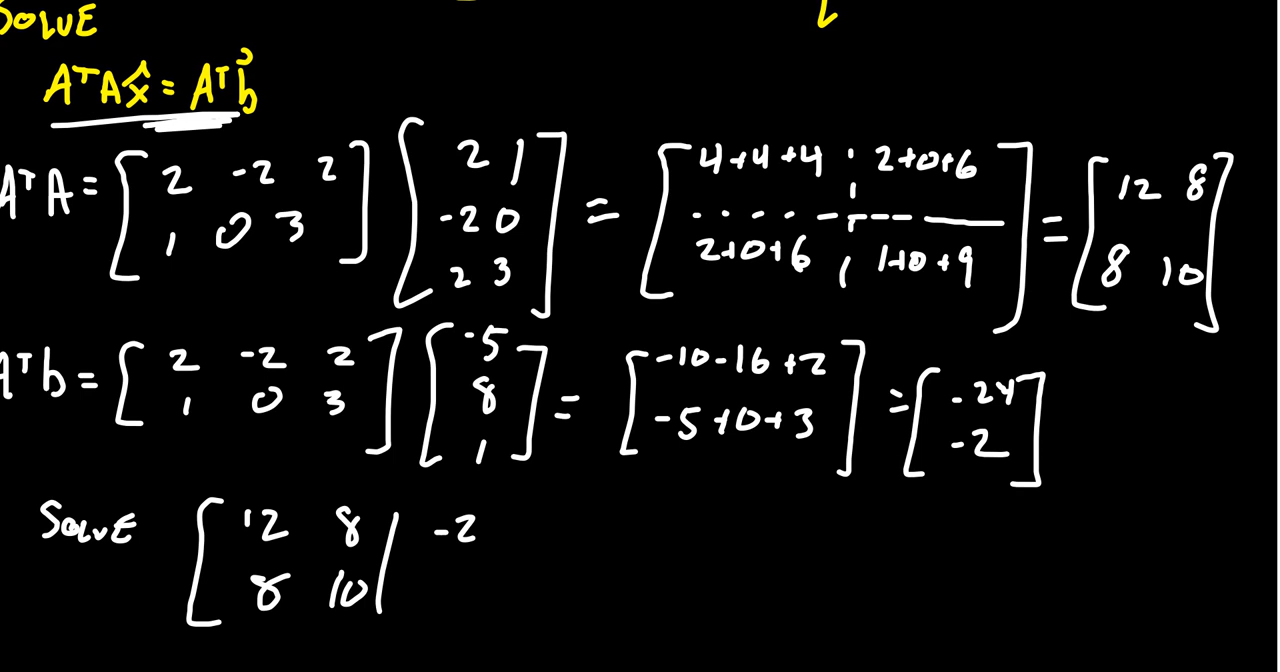 SOLVE
AᵀAx̂ = Aᵀb⃗
AᵀA = [2 -2 2; 1 0 3] [2 1; -2 0; 2 3] = [4+4+4 2+0+6; 2+0+6 1+0+9] = [12 8; 8 10]
Aᵀb = [2 -2 2; 1 0 3] [-5; 8; 1] = [-10-16+2; -5+0+3] = [-24; -2]
SOLVE [12 8 | -2
8 10 |